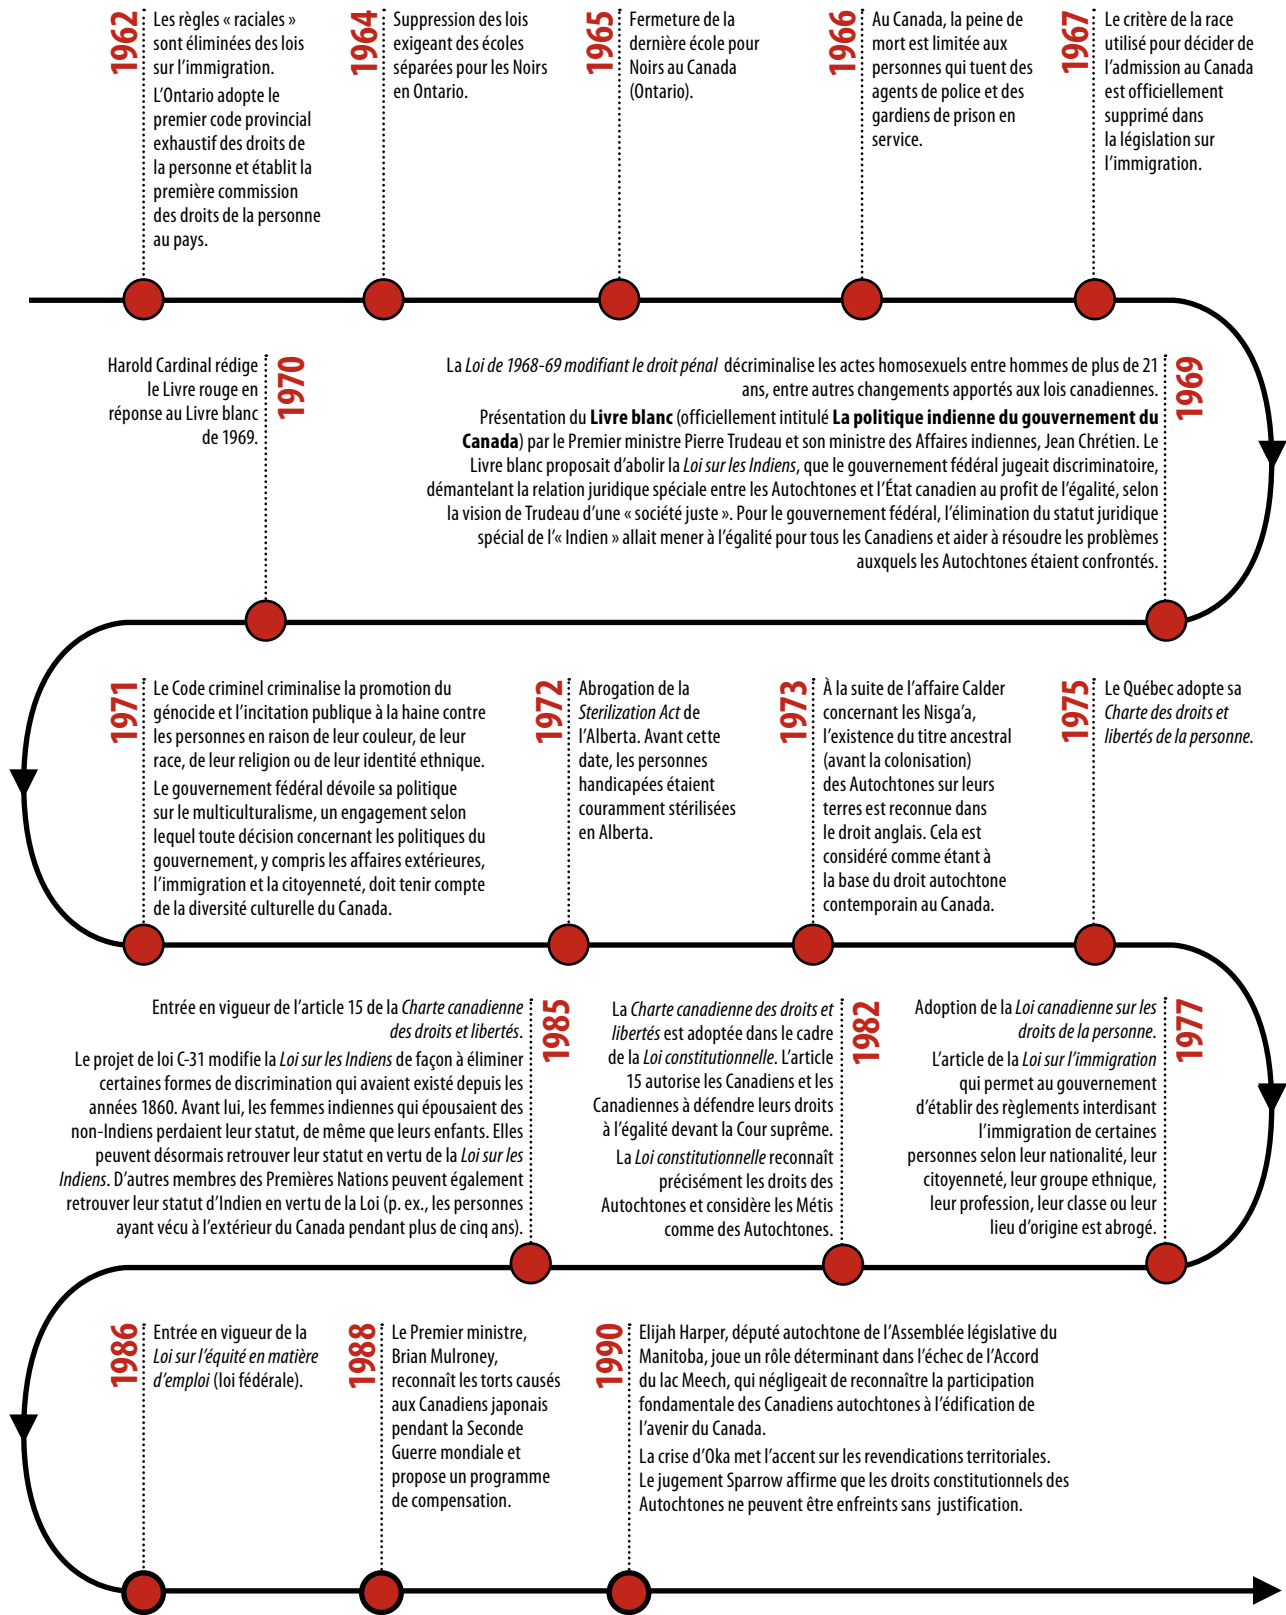 1962
Les règles « raciales »
sont éliminées des lois
sur l’immigration.
L’Ontario adopte le
premier code provincial
exhaustif des droits de
la personne et établit la
première commission
des droits de la personne
au pays.
1964
Suppression des lois
exigeant des écoles
séparées pour les Noirs
en Ontario.
1965
Fermeture de la
dernière école pour
Noirs au Canada
(Ontario).
1966
Au Canada, la peine de
mort est limitée aux
personnes qui tuent des
agents de police et des
gardiens de prison en
service.
1967
Le critère de la race
utilisé pour décider de
l’admission au Canada
est officiellement
supprimé dans
la législation sur
l’immigration.
1969
La Loi de 1968-69 modifiant le droit pénal décriminalise les actes homosexuels entre hommes de plus de 21
ans, entre autres changements apportés aux lois canadiennes.
Présentation du Livre blanc (officiellement intitulé La politique indienne du gouvernement du
Canada) par le Premier ministre Pierre Trudeau et son ministre des Affaires indiennes, Jean Chrétien. Le
Livre blanc proposait d’abolir la Loi sur les Indiens, que le gouvernement fédéral jugeait discriminatoire,
démantelant la relation juridique spéciale entre les Autochtones et l’État canadien au profit de l’égalité, selon
la vision de Trudeau d’une « société juste ». Pour le gouvernement fédéral, l’élimination du statut juridique
spécial de l’« Indien » allait mener à l’égalité pour tous les Canadiens et aider à résoudre les problèmes
auxquels les Autochtones étaient confrontés.
1970
Harold Cardinal rédige
le Livre rouge en
réponse au Livre blanc
de 1969.
1971
Le Code criminel criminalise la promotion du
génocide et l’incitation publique à la haine contre
les personnes en raison de leur couleur, de leur
race, de leur religion ou de leur identité ethnique.
Le gouvernement fédéral dévoile sa politique
sur le multiculturalisme, un engagement selon
lequel toute décision concernant les politiques du
gouvernement, y compris les affaires extérieures,
l’immigration et la citoyenneté, doit tenir compte
de la diversité culturelle du Canada.
1972
Abrogation de la
Sterilization Act de
l’Alberta. Avant cette
date, les personnes
handicapées étaient
couramment stérilisées
en Alberta.
1973
À la suite de l’affaire Calder
concernant les Nisga’a,
l’existence du titre ancestral
(avant la colonisation)
des Autochtones sur leurs
terres est reconnue dans
le droit anglais. Cela est
considéré comme étant à
la base du droit autochtone
contemporain au Canada.
1975
Le Québec adopte sa
Charte des droits et
libertés de la personne.
1977
Adoption de la Loi canadienne sur les
droits de la personne.
L’article de la Loi sur l’immigration
qui permet au gouvernement
d’établir des règlements interdisant
l’immigration de certaines
personnes selon leur nationalité, leur
citoyenneté, leur groupe ethnique,
leur profession, leur classe ou leur
lieu d’origine est abrogé.
1982
La Charte canadienne des droits et
libertés est adoptée dans le cadre
de la Loi constitutionnelle. L’article
15 autorise les Canadiens et les
Canadiennes à défendre leurs droits
à l’égalité devant la Cour suprême.
La Loi constitutionnelle reconnaît
précisément les droits des
Autochtones et considère les Métis
comme des Autochtones.
1985
Entrée en vigueur de l’article 15 de la Charte canadienne
des droits et libertés.
Le projet de loi C-31 modifie la Loi sur les Indiens de façon à éliminer
certaines formes de discrimination qui avaient existé depuis les
années 1860. Avant lui, les femmes indiennes qui épousaient des
non-Indiens perdaient leur statut, de même que leurs enfants. Elles
peuvent désormais retrouver leur statut en vertu de la Loi sur les
Indiens. D’autres membres des Premières Nations peuvent également
retrouver leur statut d’Indien en vertu de la Loi (p. ex., les personnes
ayant vécu à l’extérieur du Canada pendant plus de cinq ans).
1986
Entrée en vigueur de la
Loi sur l’équité en matière
d’emploi (loi fédérale).
1988
Le Premier ministre,
Brian Mulroney,
reconnaît les torts causés
aux Canadiens japonais
pendant la Seconde
Guerre mondiale et
propose un programme
de compensation.
1990
Elijah Harper, député autochtone de l’Assemblée législative du
Manitoba, joue un rôle déterminant dans l’échec de l’Accord
du lac Meech, qui négligeait de reconnaître la participation
fondamentale des Canadiens autochtones à l’édification de
l’avenir du Canada.
La crise d’Oka met l’accent sur les revendications territoriales.
Le jugement Sparrow affirme que les droits constitutionnels des
Autochtones ne peuvent être enfreints sans justification.